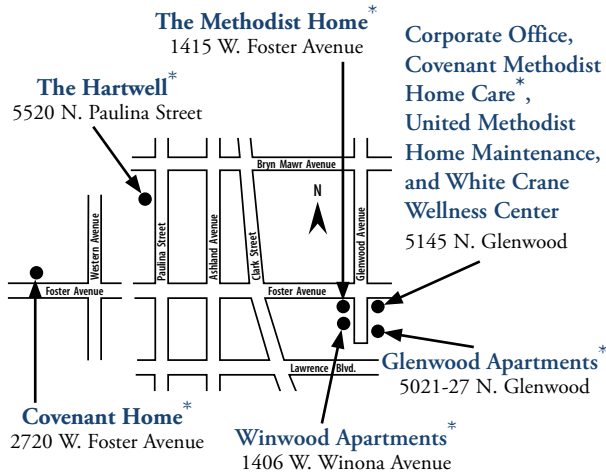 The Methodist Home*
1415 W. Foster Avenue
Corporate Office,
Covenant Methodist
Home Care*,
United Methodist
Home Maintenance,
and White Crane
Wellness Center
5145 N. Glenwood
The Hartwell*
5520 N. Paulina Street
Bryn Mawr Avenue
N
Western Avenue
Paulina Street
Ashland Avenue
Clark Street
Glenwood Avenue
Foster Avenue
Foster Avenue
Lawrence Blvd.
Glenwood Apartments*
5021-27 N. Glenwood
Covenant Home*
2720 W. Foster Avenue
Winwood Apartments*
1406 W. Winona Avenue